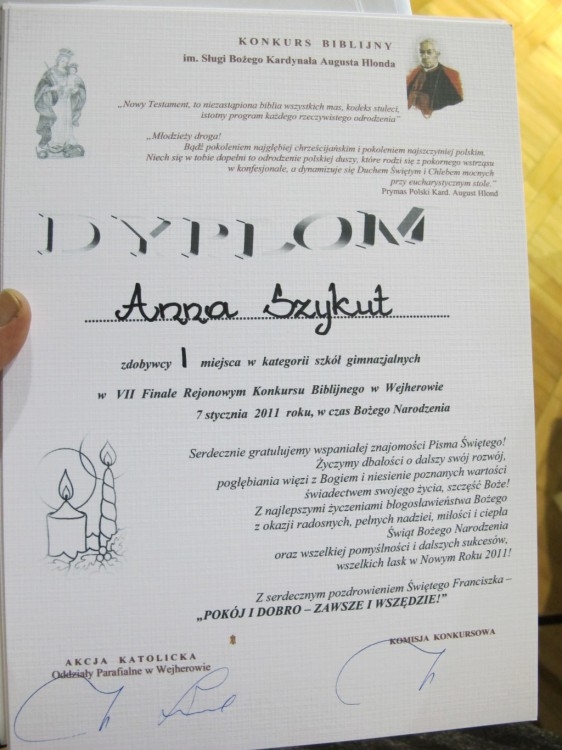 KONKURS BIBLIJNY
im. Sługi Bożego Kardynała Augusta Hlonda
„Nowy Testament, to niezastąpiona biblia wszystkich mas, kodeks stuleci,
istotny program każdego rzeczywistego odrodzenia”
„Młodzieży droga!
Bądź pokoleniem najgłębiej chrześcijańskim i pokoleniem najszczytniej polskim.
Niech się w tobie dopełni to odrodzenie polskiej duszy, które rodzi się z pokornego wstrząsu
w konfesjonale, a dynamizuje się Duchem Świętym i Chlebem mocnych
przy eucharystycznym stole.”
Prymas Polski Kard. August Hlond
DYPLOM
Anna Szykut
zdobywcy I miejsca w kategorii szkół gimnazjalnych
w VII Finale Rejonowym Konkursu Biblijnego w Wejherowie
7 stycznia 2011 roku, w czas Bożego Narodzenia
Serdecznie gratulujemy wspaniałej znajomości Pisma Świętego!
Życzymy dbałości o dalszy swój rozwój,
pogłębiania więzi z Bogiem i niesienie poznanych wartości
świadectwem swojego życia, szczęść Boże!
Z najlepszymi życzeniami błogosławieństwa Bożego
z okazji radosnych, pełnych nadziei, miłości i ciepła
Świąt Bożego Narodzenia
oraz wszelkiej pomyślności i dalszych sukcesów,
wszelkich łask w Nowym Roku 2011!
Z serdecznym pozdrowieniem Świętego Franciszka –
„POKÓJ I DOBRO – ZAWSZE I WSZĘDZIE!”
AKCJA KATOLICKA
Oddziały Parafialne w Wejherowie
KOMISJA KONKURSOWA